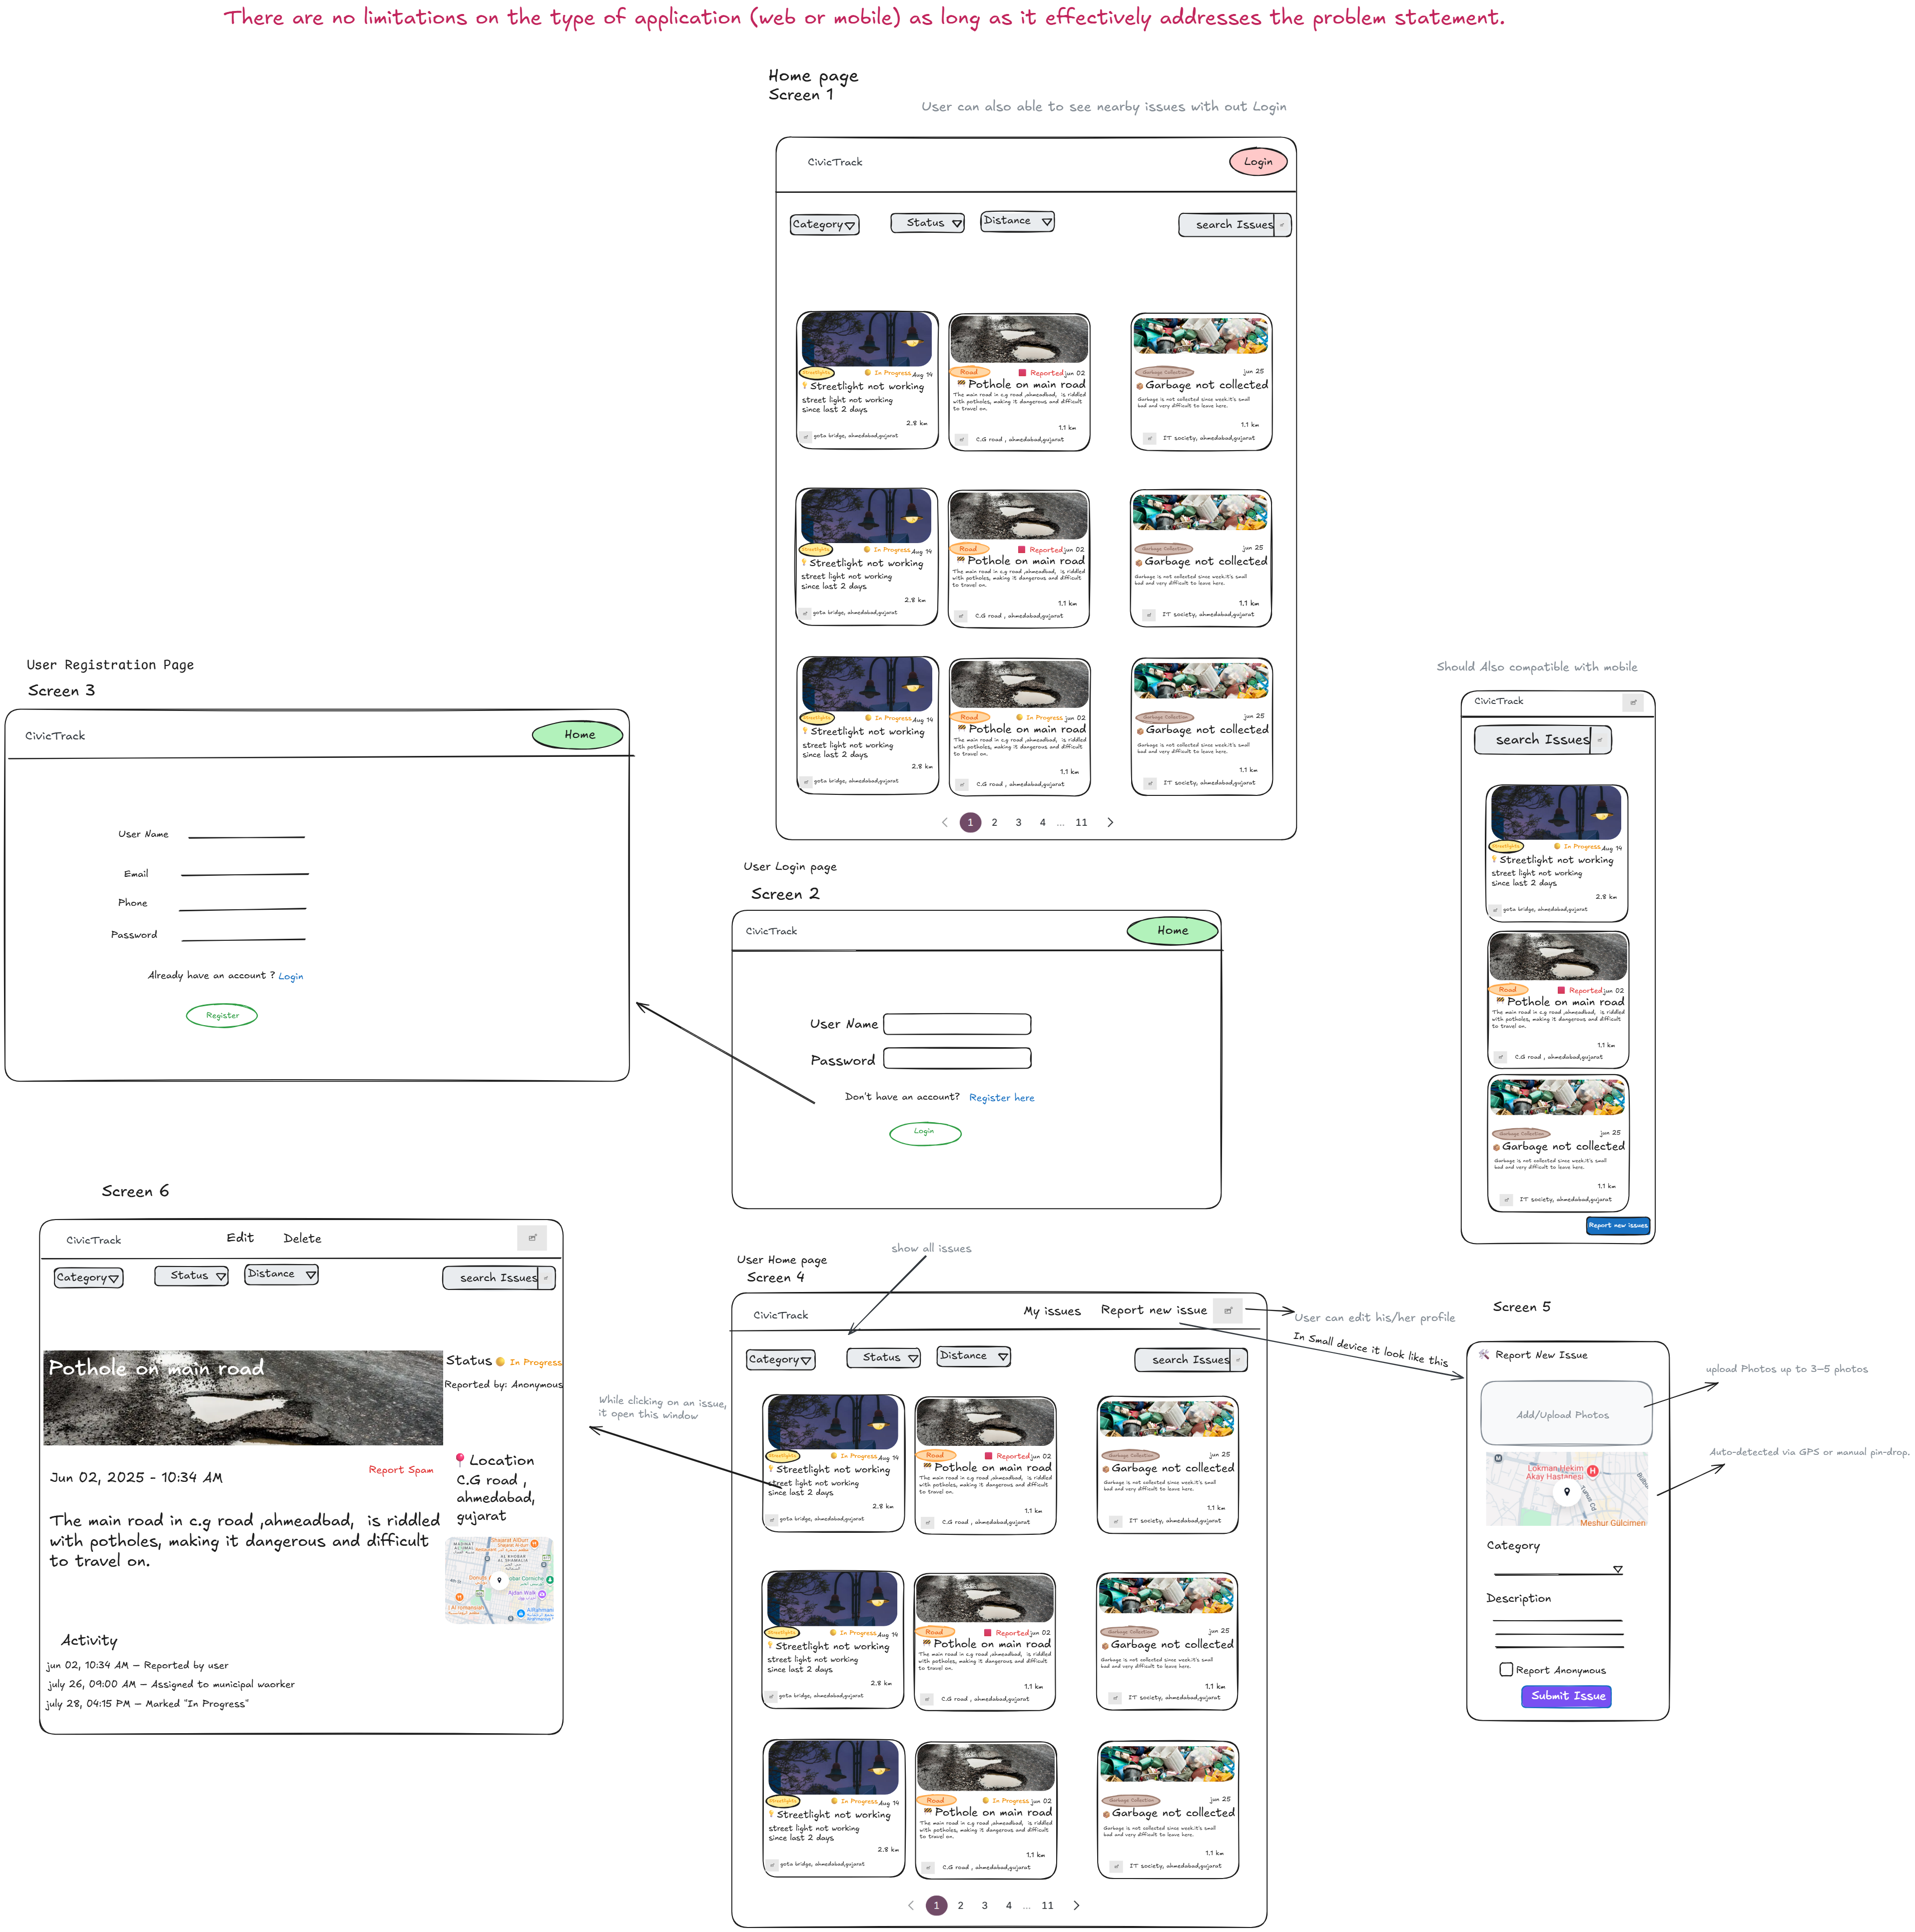 There are no limitations on the type of application (web or mobile) as long as it effectively addresses the problem statement.
Home page
Screen 1
User can also able to see nearby issues with out Login
CivicTrack
Login
Category
Status
Distance
search Issues
Streetlights
In Progress
Aug 14
Streetlight not working
street light not working
since last 2 days
2.8 km
gota bridge, ahmedabad,gujarat
Road
Reported
jun 02
Pothole on main road
The main road in c.g road ,ahmeadbad, is riddled
with potholes, making it dangerous and difficult
to travel on.
1.1 km
C.G road , ahmedabad,gujarat
Garbage Collection
jun 25
Garbage not collected
Garbage is not collected since week.it's smell
bad and very difficult to leave here.
1.1 km
IT society, ahmedabad,gujarat
Streetlights
In Progress
Aug 14
Streetlight not working
street light not working
since last 2 days
2.8 km
gota bridge, ahmedabad,gujarat
Road
Reported
jun 02
Pothole on main road
The main road in c.g road ,ahmeadbad, is riddled
with potholes, making it dangerous and difficult
to travel on.
1.1 km
C.G road , ahmedabad,gujarat
Garbage Collection
jun 25
Garbage not collected
Garbage is not collected since week.it's smell
bad and very difficult to leave here.
1.1 km
IT society, ahmedabad,gujarat
Streetlights
In Progress
Aug 14
Streetlight not working
street light not working
since last 2 days
2.8 km
gota bridge, ahmedabad,gujarat
Road
In Progress
jun 02
Pothole on main road
The main road in c.g road ,ahmeadbad, is riddled
with potholes, making it dangerous and difficult
to travel on.
1.1 km
C.G road , ahmedabad,gujarat
Garbage Collection
jun 25
Garbage not collected
Garbage is not collected since week.it's smell
bad and very difficult to leave here.
1.1 km
IT society, ahmedabad,gujarat
1 2 3 4 ... 11
User Registration Page
Screen 3
CivicTrack
Home
User Name
Email
Phone
Password
Already have an account ? Login
Register
User Login page
Screen 2
CivicTrack
Home
User Name
Password
Don't have an account? Register here
Login
Should Also compatible with mobile
CivicTrack
search Issues
Streetlights
In Progress
Aug 14
Streetlight not working
street light not working
since last 2 days
2.8 km
gota bridge, ahmedabad,gujarat
Road
Reported
jun 02
Pothole on main road
The main road in c.g road ,ahmeadbad, is riddled
with potholes, making it dangerous and difficult
to travel on.
1.1 km
C.G road , ahmedabad,gujarat
Garbage Collection
jun 25
Garbage not collected
Garbage is not collected since week.it's smell
bad and very difficult to leave here.
1.1 km
IT society, ahmedabad,gujarat
Report new issues
Screen 6
CivicTrack
Edit
Delete
Category
Status
Distance
search Issues
Pothole on main road
Status
In Progress
Reported by: Anonymous
Jun 02, 2025 - 10:34 AM
Report Spam
Location
C.G road ,
ahmedabad,
gujarat
The main road in c.g road ,ahmeadbad, is riddled
with potholes, making it dangerous and difficult
to travel on.
Activity
jun 02, 10:34 AM – Reported by user
july 26, 09:00 AM – Assigned to municipal waorker
july 28, 04:15 PM – Marked "In Progress"
While clicking on an issue,
it open this window
show all issues
User Home page
Screen 4
CivicTrack
My issues
Report new issue
User can edit his/her profile
In Small device it look like this
Category
Status
Distance
search Issues
Streetlights
In Progress
Aug 14
Streetlight not working
street light not working
since last 2 days
2.8 km
gota bridge, ahmedabad,gujarat
Road
Reported
jun 02
Pothole on main road
The main road in c.g road ,ahmeadbad, is riddled
with potholes, making it dangerous and difficult
to travel on.
1.1 km
C.G road , ahmedabad,gujarat
Garbage Collection
jun 25
Garbage not collected
Garbage is not collected since week.it's smell
bad and very difficult to leave here.
1.1 km
IT society, ahmedabad,gujarat
Streetlights
In Progress
Aug 14
Streetlight not working
street light not working
since last 2 days
2.8 km
gota bridge, ahmedabad,gujarat
Road
Reported
jun 02
Pothole on main road
The main road in c.g road ,ahmeadbad, is riddled
with potholes, making it dangerous and difficult
to travel on.
1.1 km
C.G road , ahmedabad,gujarat
Garbage Collection
jun 25
Garbage not collected
Garbage is not collected since week.it's smell
bad and very difficult to leave here.
1.1 km
IT society, ahmedabad,gujarat
Streetlights
In Progress
Aug 14
Streetlight not working
street light not working
since last 2 days
2.8 km
gota bridge, ahmedabad,gujarat
Road
In Progress
jun 02
Pothole on main road
The main road in c.g road ,ahmeadbad, is riddled
with potholes, making it dangerous and difficult
to travel on.
1.1 km
C.G road , ahmedabad,gujarat
Garbage Collection
jun 25
Garbage not collected
Garbage is not collected since week.it's smell
bad and very difficult to leave here.
1.1 km
IT society, ahmedabad,gujarat
1 2 3 4 ... 11
Screen 5
Report New Issue
Add/Upload Photos
upload Photos up to 3–5 photos
Lokman Hekim
Akay Hastanesi
Tunus Cd
Meşhur Gülcimen
Auto-detected via GPS or manual pin-drop.
Category
Description
Report Anonymous
Submit Issue